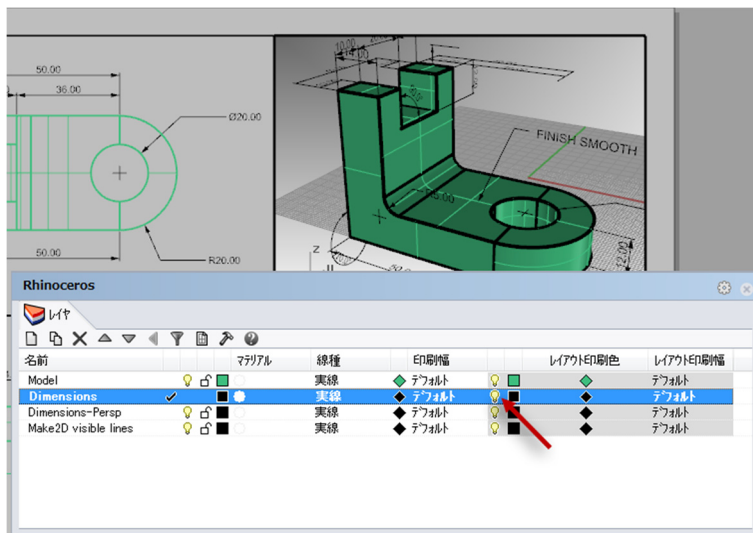 50.00
36.00
Ø20.00
50.00
R20.00
10.00
FINISH SMOOTH
12.00
Z
Rhinoceros
レイヤ
名前 マテリアル 線種 印刷幅 レイアウト印刷色 レイアウト印刷幅
Model 実線 デフォルト デフォルト
Dimensions 実線 デフォルト デフォルト
Dimensions-Persp 実線 デフォルト デフォルト
Make2D visible lines 実線 デフォルト デフォルト